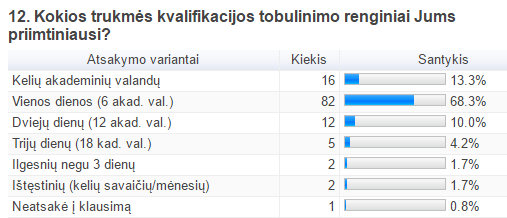 12. Kokios trukmės kvalifikacijos tobulinimo renginiai Jums
priimtiniausi?
Atsakymo variantai Kiekis Santykis
Kelių akademinių valandų 16 13.3%
Vienos dienos (6 akad. val.) 82 68.3%
Dviejų dienų (12 akad. val.) 12 10.0%
Trijų dienų (18 kad. val.) 5 4.2%
Ilgesnių negu 3 dienų 2 1.7%
Ištęstinių (kelių savaičių/mėnesių) 2 1.7%
Neatsakė į klausimą 1 0.8%